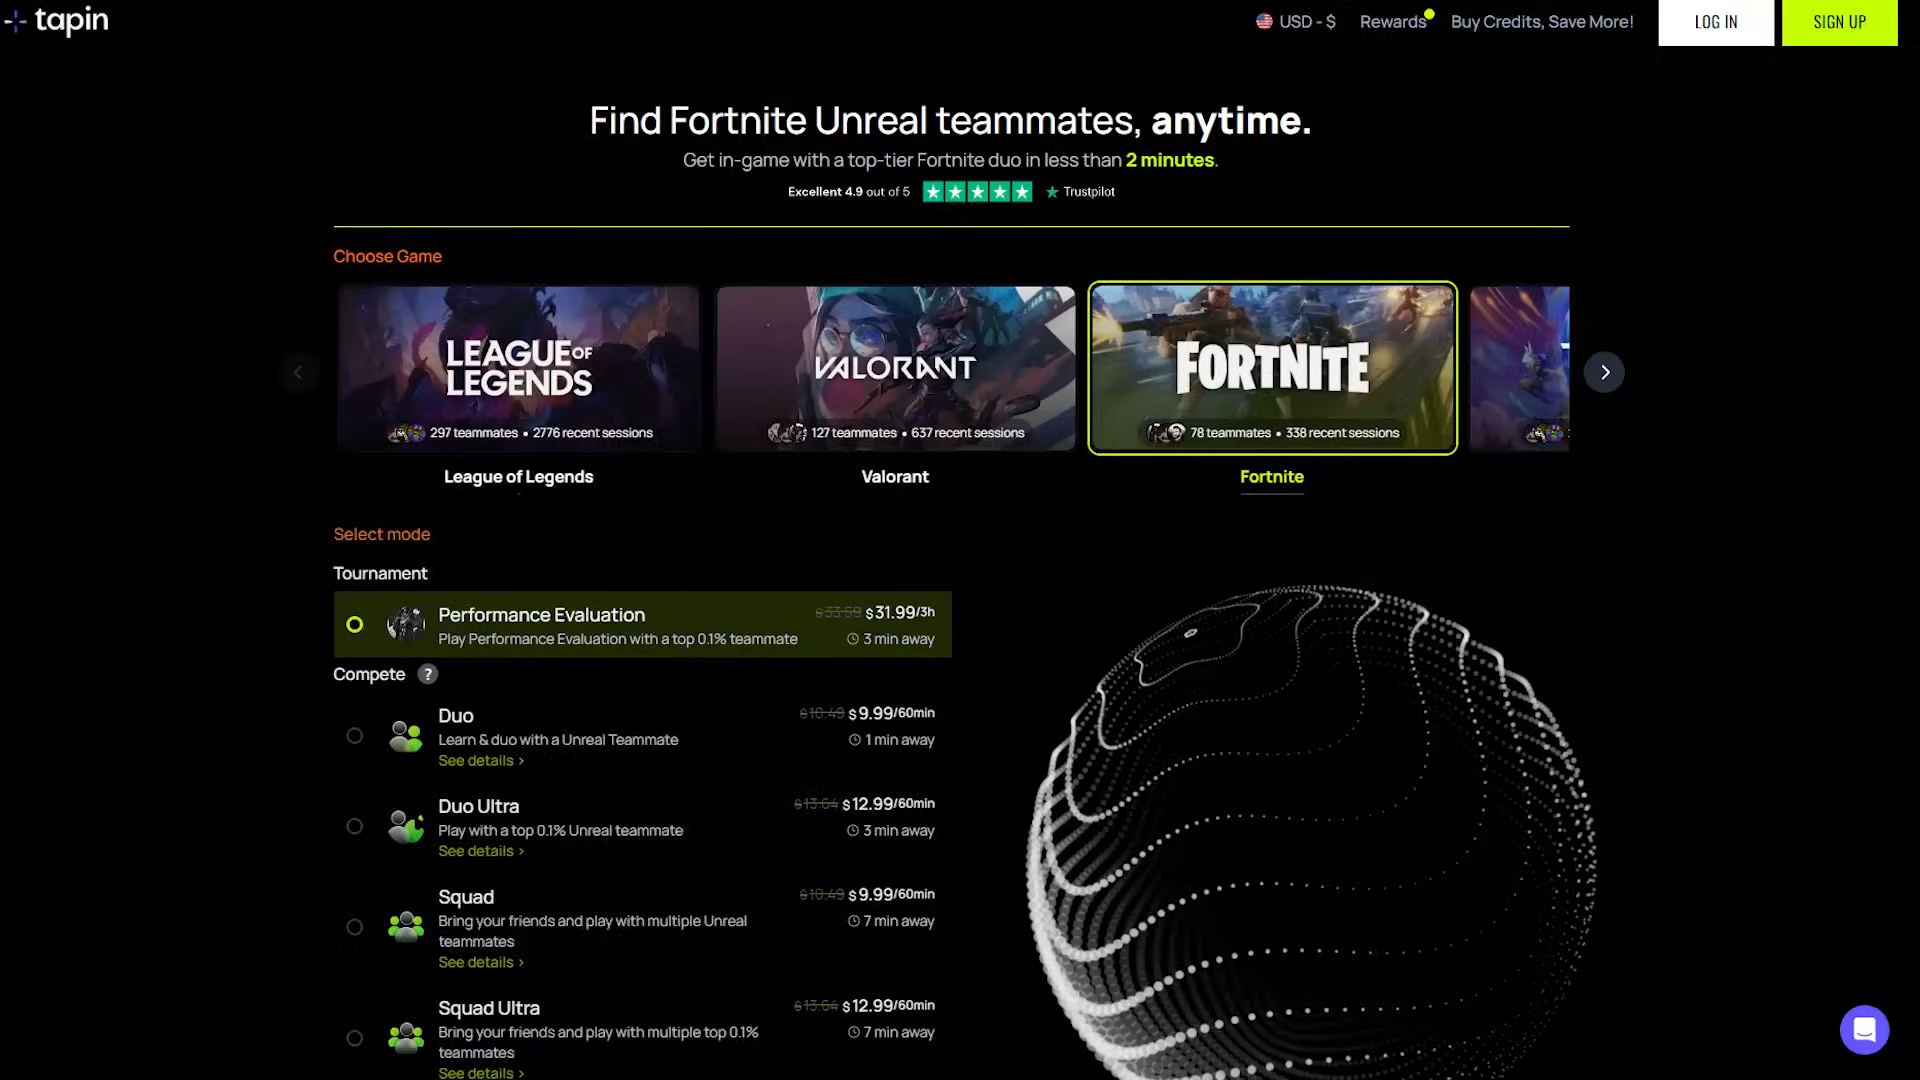 tapin
USD - $
Rewards
Buy Credits, Save More!
LOG IN
SIGN UP
Find Fortnite Unreal teammates, anytime.
Get in-game with a top-tier Fortnite duo in less than 2 minutes.
Excellent 4.9 out of 5
Trustpilot
Choose Game
LEAGUE OF
LEGENDS
297 teammates • 2776 recent sessions
League of Legends
VALORANT
127 teammates • 637 recent sessions
Valorant
FORTNITE
78 teammates • 338 recent sessions
Fortnite
Select mode
Tournament
Performance Evaluation
$33.59 $31.99/3h
Play Performance Evaluation with a top 0.1% teammate
3 min away
Compete ?
Duo
$10.49 $9.99/60min
Learn & duo with a Unreal Teammate
1 min away
See details >
Duo Ultra
$13.64 $12.99/60min
Play with a top 0.1% Unreal teammate
3 min away
See details >
Squad
$10.49 $9.99/60min
Bring your friends and play with multiple Unreal
teammates
7 min away
See details >
Squad Ultra
$13.64 $12.99/60min
Bring your friends and play with multiple top 0.1%
teammates
7 min away
See details >